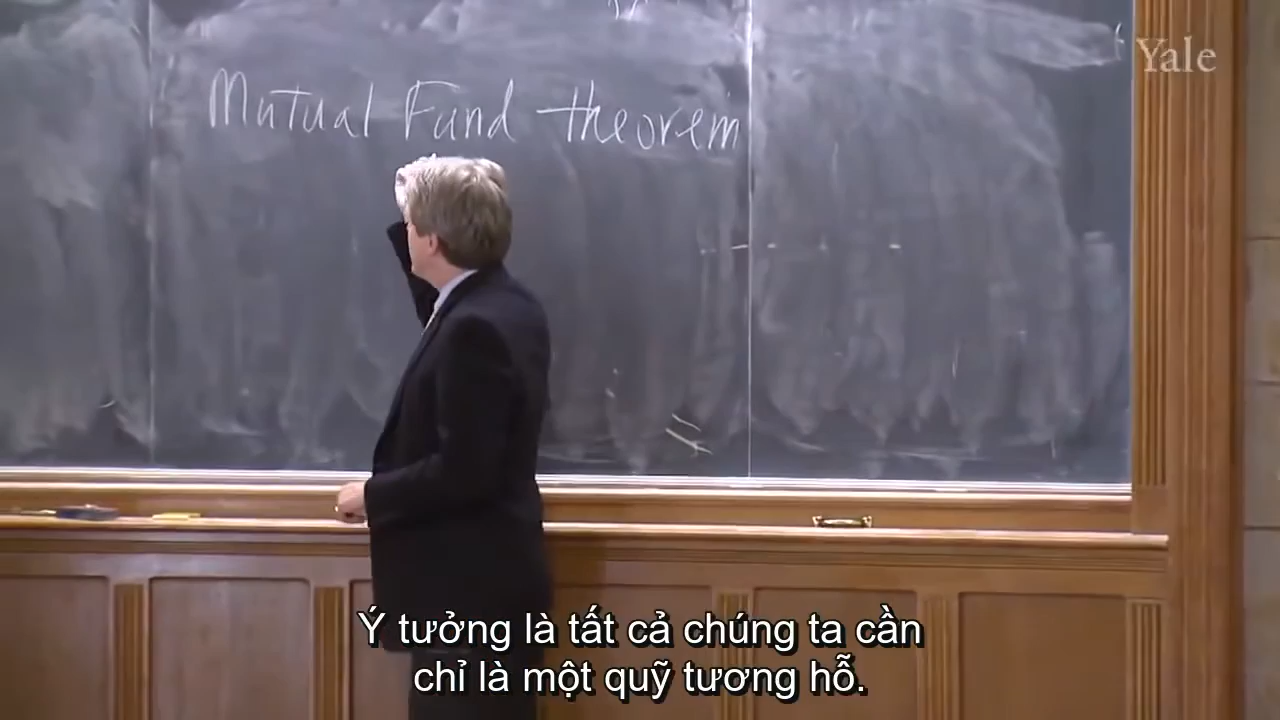 Yale
Mutual Fund theorem
Ý tưởng là tất cả chúng ta cần
chỉ là một quỹ tương hỗ.